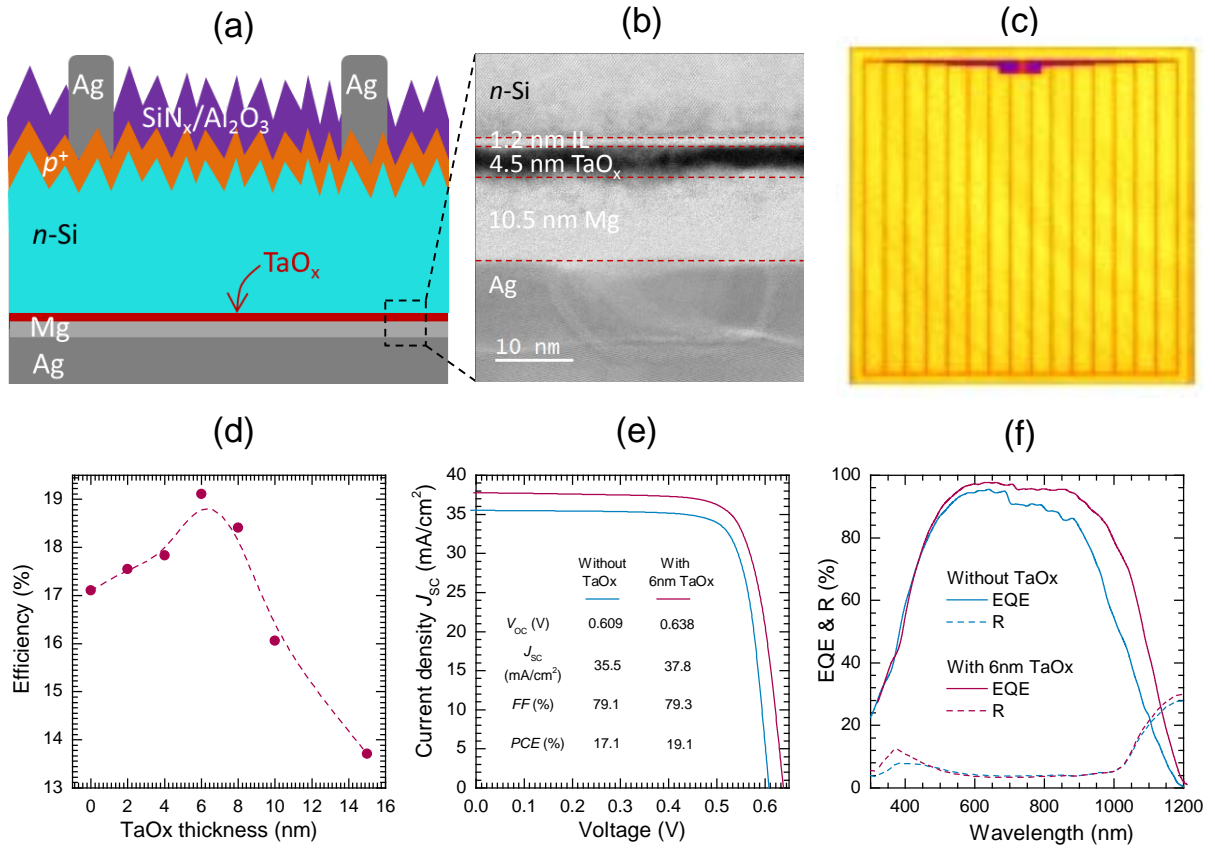 (a)
Ag
Ag
SiNₓ/Al₂O₃
p⁺
n-Si
TaOₓ
Mg
Ag
(b)
n-Si
1.2 nm IL
4.5 nm TaOₓ
10.5 nm Mg
Ag
10 nm
(c)
(d)
Efficiency (%)
19
18
17
16
15
14
13
0 2 4 6 8 10 12 14 16
TaOx thickness (nm)
(e)
Current density J_SC (mA/cm²)
40
35
30
25
20
15
10
5
0
Without TaOx
With 6nm TaOx
V_OC (V) 0.609 0.638
J_SC (mA/cm²) 35.5 37.8
FF (%) 79.1 79.3
PCE (%) 17.1 19.1
0.0 0.1 0.2 0.3 0.4 0.5 0.6
Voltage (V)
(f)
EQE & R (%)
100
80
60
40
20
0
Without TaOx
EQE
R
With 6nm TaOx
EQE
R
400 600 800 1000 1200
Wavelength (nm)